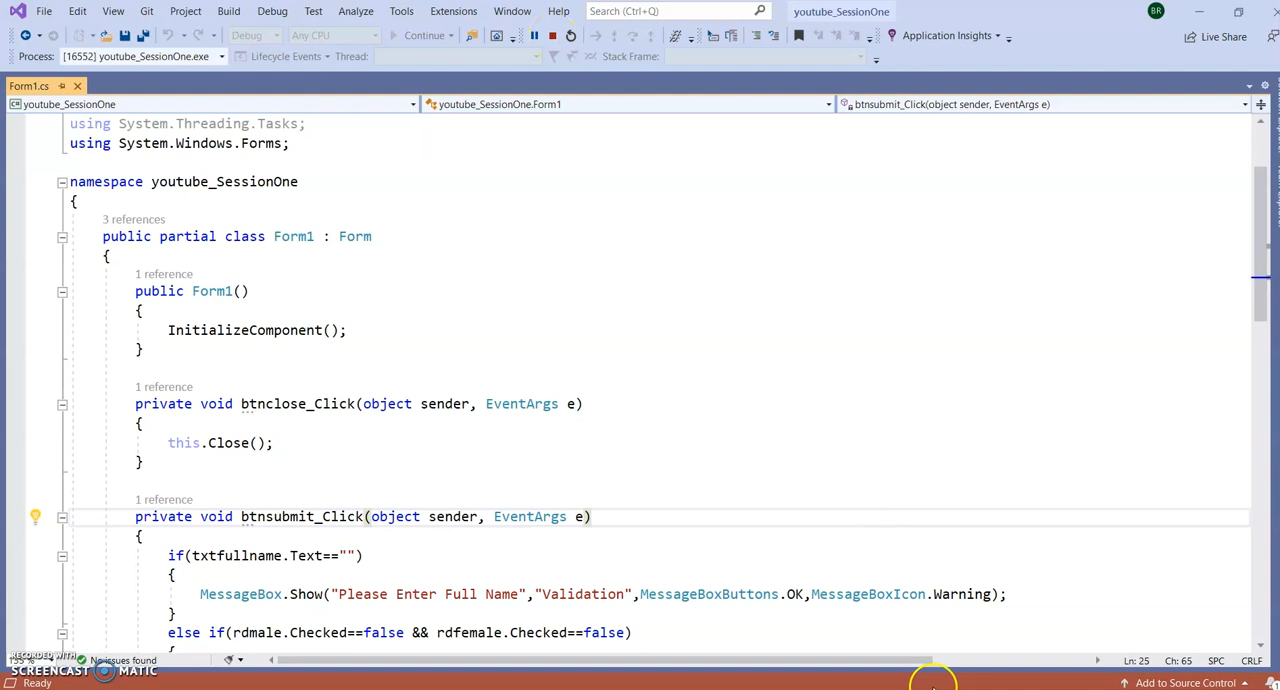 File Edit View Git Project Build Debug Test Analyze Tools Extensions Window Help Search (Ctrl+Q) youtube_SessionOne BR
Debug Any CPU Continue Application Insights Live Share
Process: [16552] youtube_SessionOne.exe Lifecycle Events Thread: Stack Frame:
Form1.cs
youtube_SessionOne youtube_SessionOne.Form1 btnsubmit_Click(object sender, EventArgs e)
using System.Threading.Tasks;
using System.Windows.Forms;
namespace youtube_SessionOne
{
3 references
public partial class Form1 : Form
{
1 reference
public Form1()
{
InitializeComponent();
}
1 reference
private void btnclose_Click(object sender, EventArgs e)
{
this.Close();
}
1 reference
private void btnsubmit_Click(object sender, EventArgs e)
{
if(txtfullname.Text=="")
{
MessageBox.Show("Please Enter Full Name","Validation",MessageBoxButtons.OK,MessageBoxIcon.Warning);
}
else if(rdmale.Checked==false && rdfemale.Checked==false)
{
No issues found Ln: 25 Ch: 65 SPC CRLF
RECORDED WITH
SCREENCAST MATIC
Ready Add to Source Control